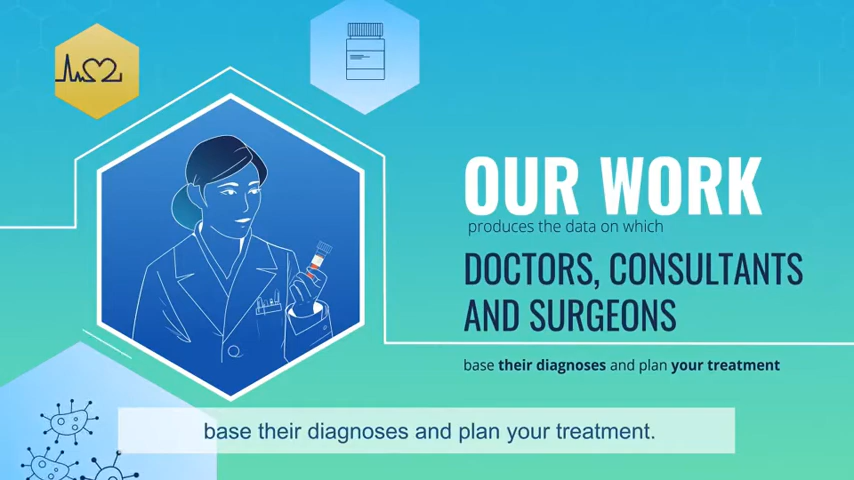 OUR WORK
produces the data on which
DOCTORS, CONSULTANTS
AND SURGEONS
base their diagnoses and plan your treatment
base their diagnoses and plan your treatment.